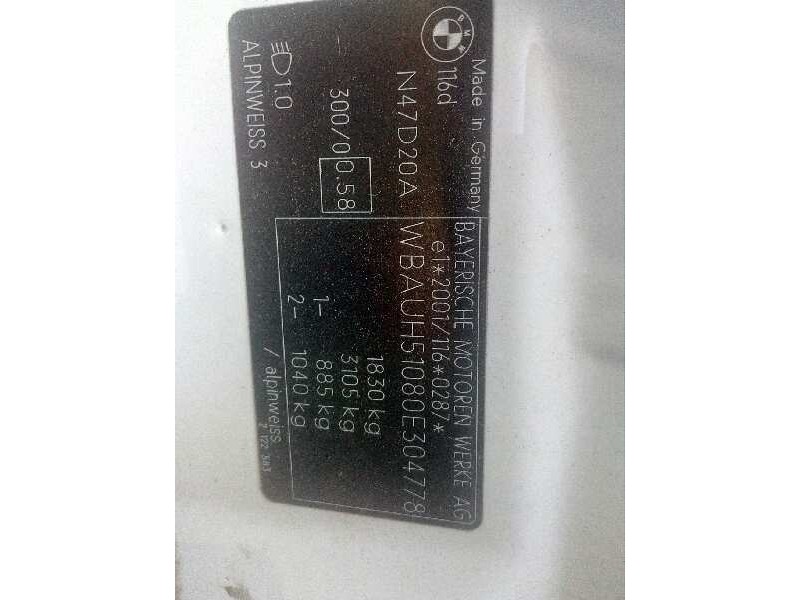 BMW
Made in Germany
116d
BAYERISCHE MOTOREN WERKE AG
e1*2001/116*0287*
N47D20A WBAUH51080E304778
1830 kg
3105 kg
300/0 0.58
1- 885 kg
2- 1040 kg
1.0
ALPINWEISS 3 / alpinweiss